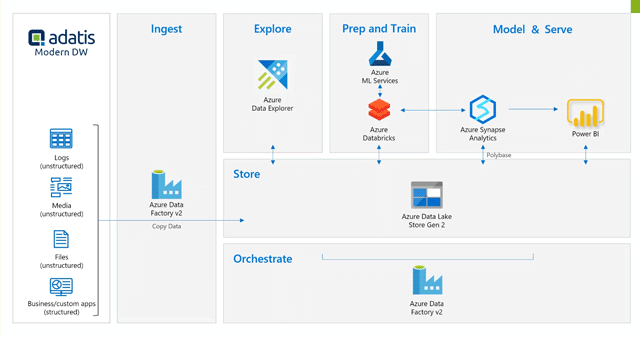 adatis
Modern DW
Logs
(unstructured)
Media
(unstructured)
Files
(unstructured)
Business/custom apps
(structured)
Ingest
Azure Data
Factory v2
Copy Data
Explore
Azure
Data Explorer
Prep and Train
Azure
ML Services
Azure
Databricks
Model & Serve
Azure Synapse
Analytics
Polybase
Power BI
Store
Azure Data Lake
Store Gen 2
Orchestrate
Azure Data
Factory v2